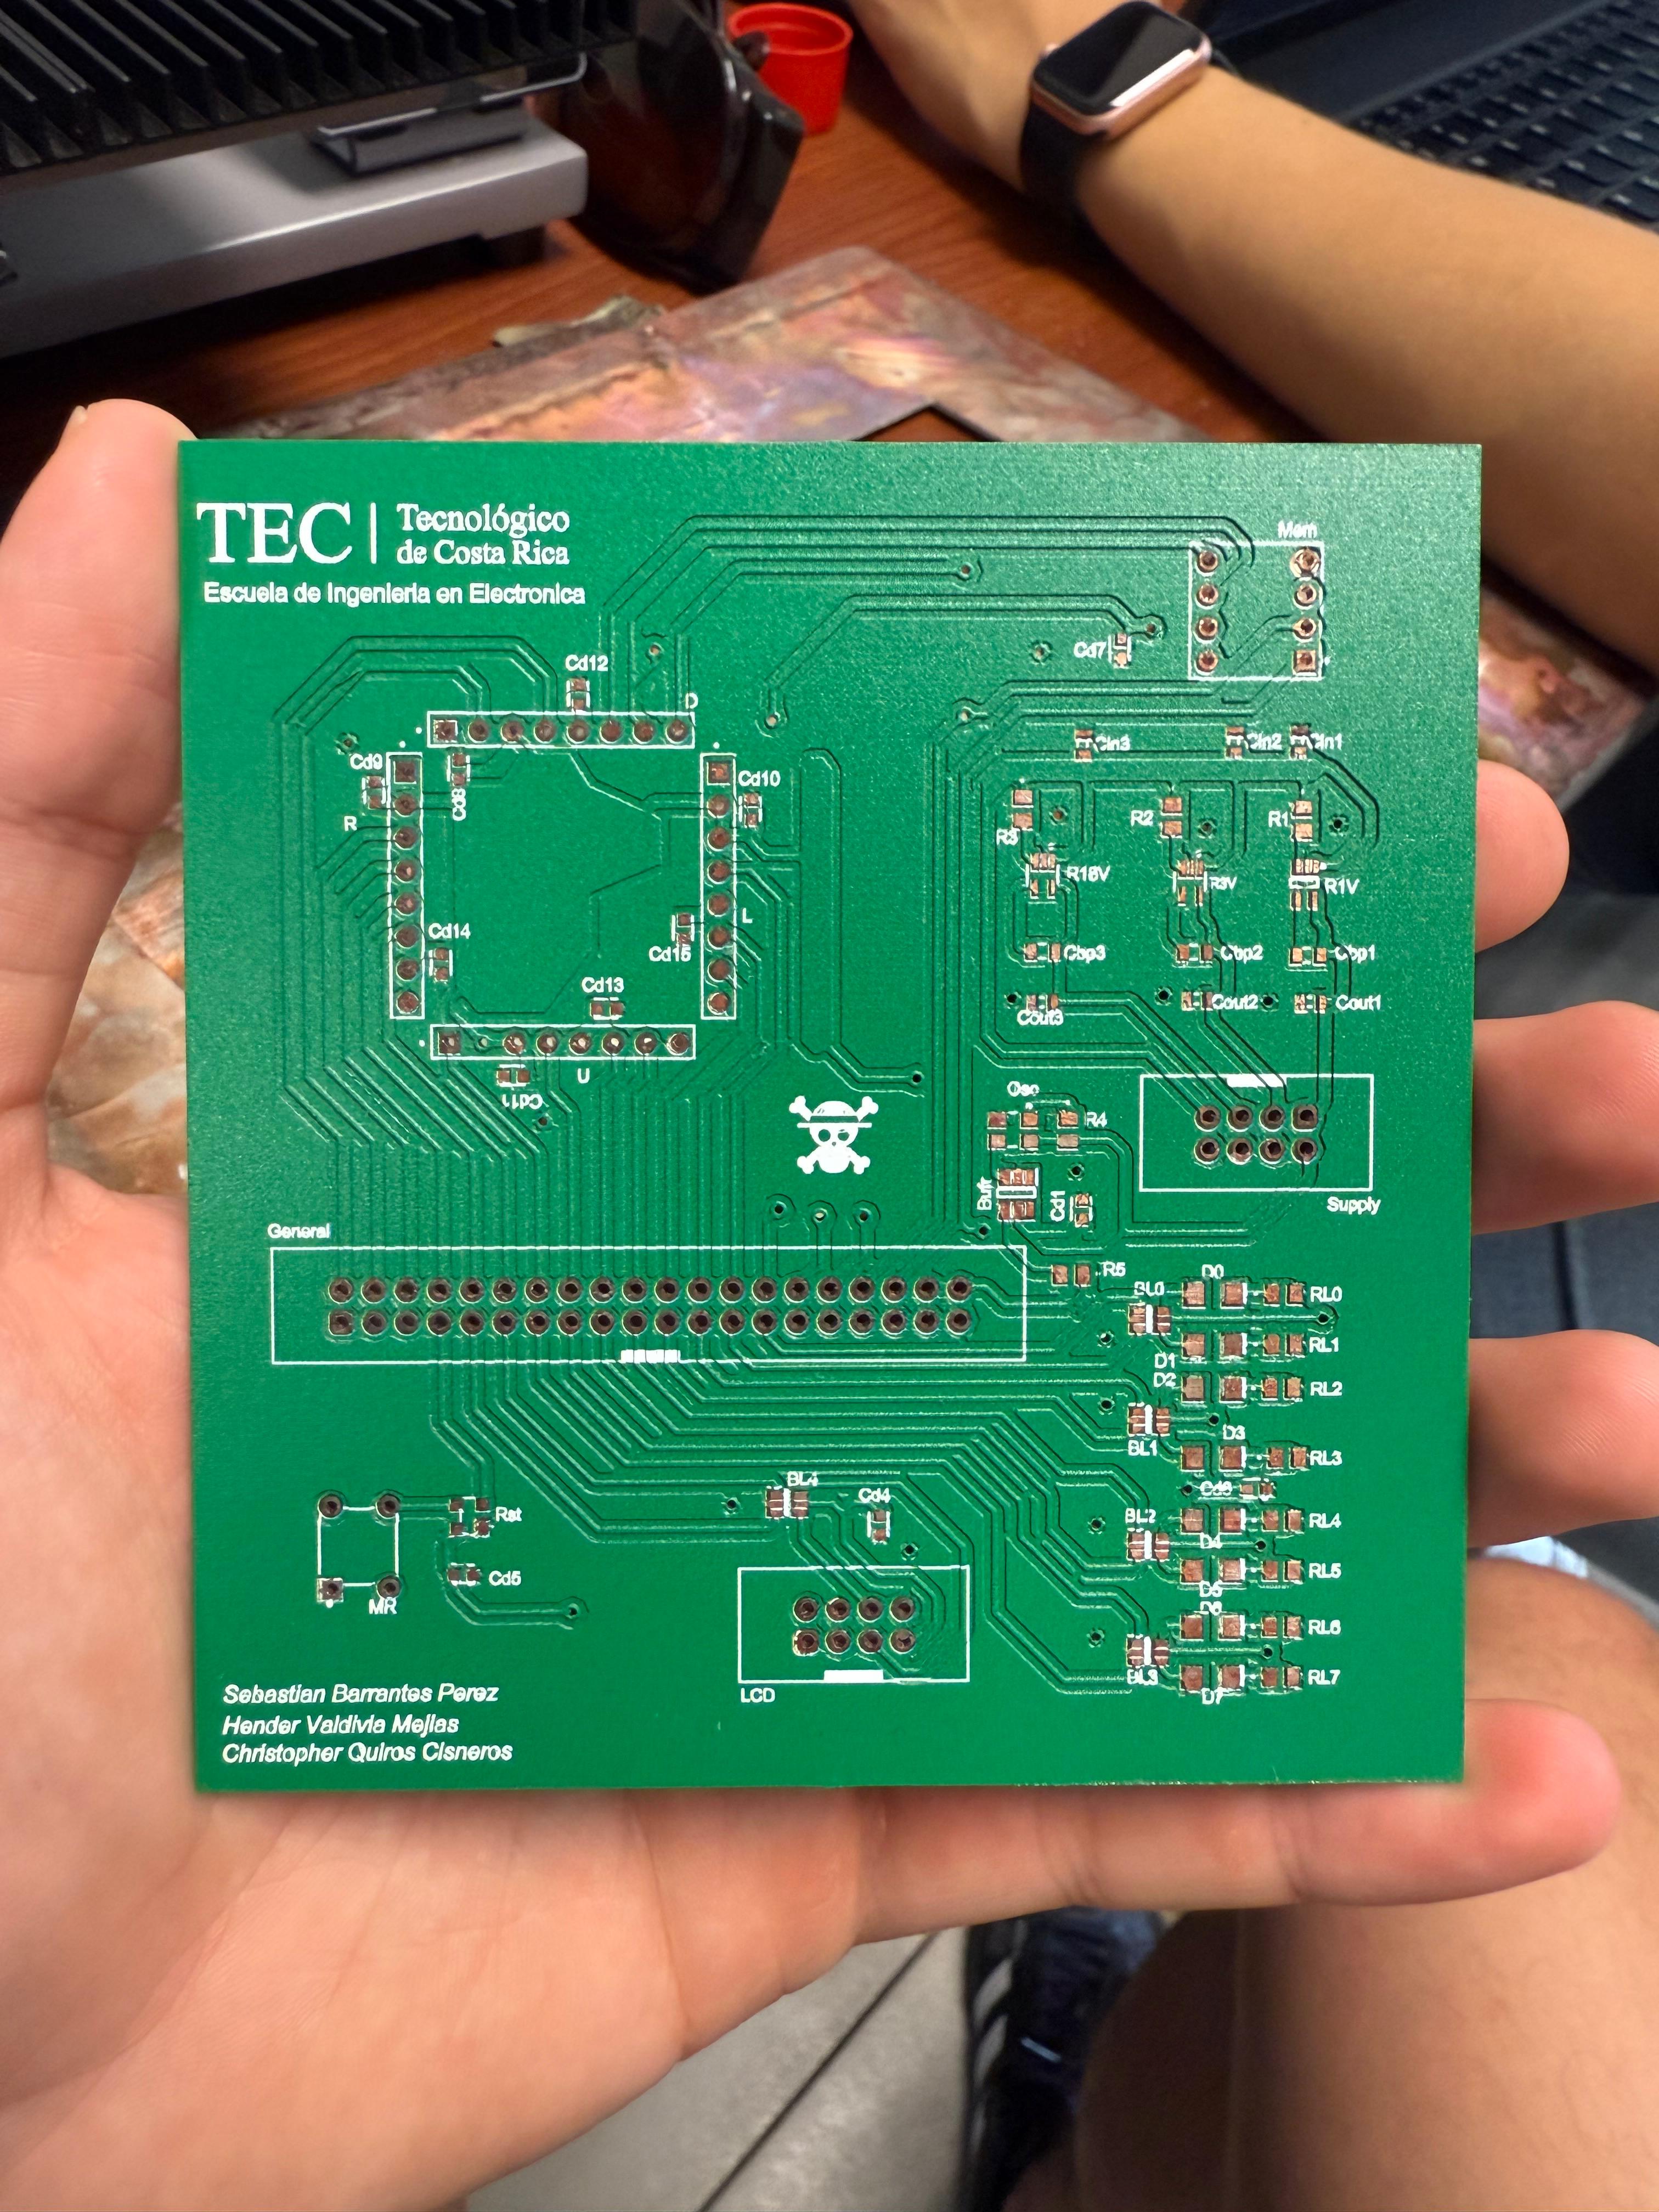 TEC | Tecnológico
de Costa Rica
Escuela de Ingenieria en Electronica
Mem
Cd7
Cd12
D
Cd9
Cd8
Cd10
R
L
Cd14
Cd15
Cd13
Cd11
U
Cin3
Cin2
Cin1
R3
R2
R1
R18V
R3V
R1V
Cbp3
Cbp2
Cbp1
Cout3
Cout2
Cout1
Osc
R4
Bufr
Cd1
Supply
General
R5
BL0
D0
RL0
D1
RL1
D2
RL2
BL1
D3
RL3
Cd6
BL2
D4
RL4
D5
RL5
D6
RL6
BL3
D7
RL7
BL4
Cd4
Rst
Cd5
MR
LCD
Sebastian Barrantes Perez
Hender Valdivia Mejias
Christopher Quiros Cisneros